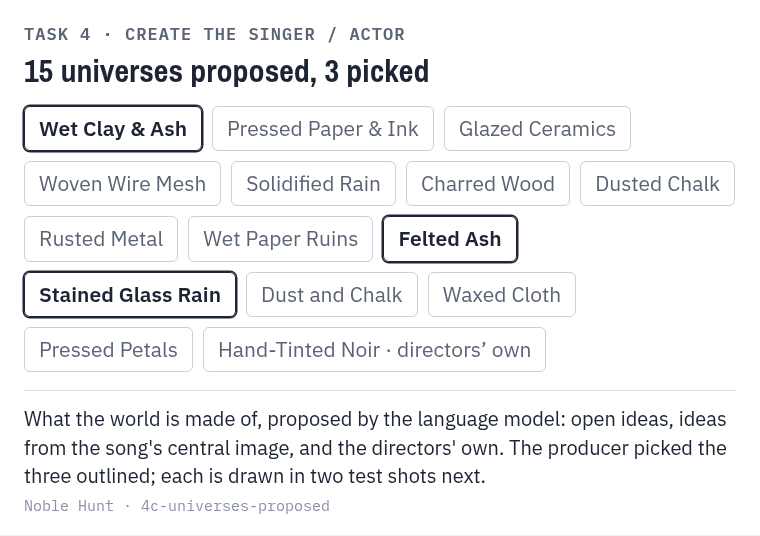 TASK 4 · CREATE THE SINGER / ACTOR
15 universes proposed, 3 picked
Wet Clay & Ash Pressed Paper & Ink Glazed Ceramics
Woven Wire Mesh Solidified Rain Charred Wood Dusted Chalk
Rusted Metal Wet Paper Ruins Felted Ash
Stained Glass Rain Dust and Chalk Waxed Cloth
Pressed Petals Hand-Tinted Noir · directors’ own
What the world is made of, proposed by the language model: open ideas, ideas
from the song's central image, and the directors' own. The producer picked the
three outlined; each is drawn in two test shots next.
Noble Hunt · 4c-universes-proposed